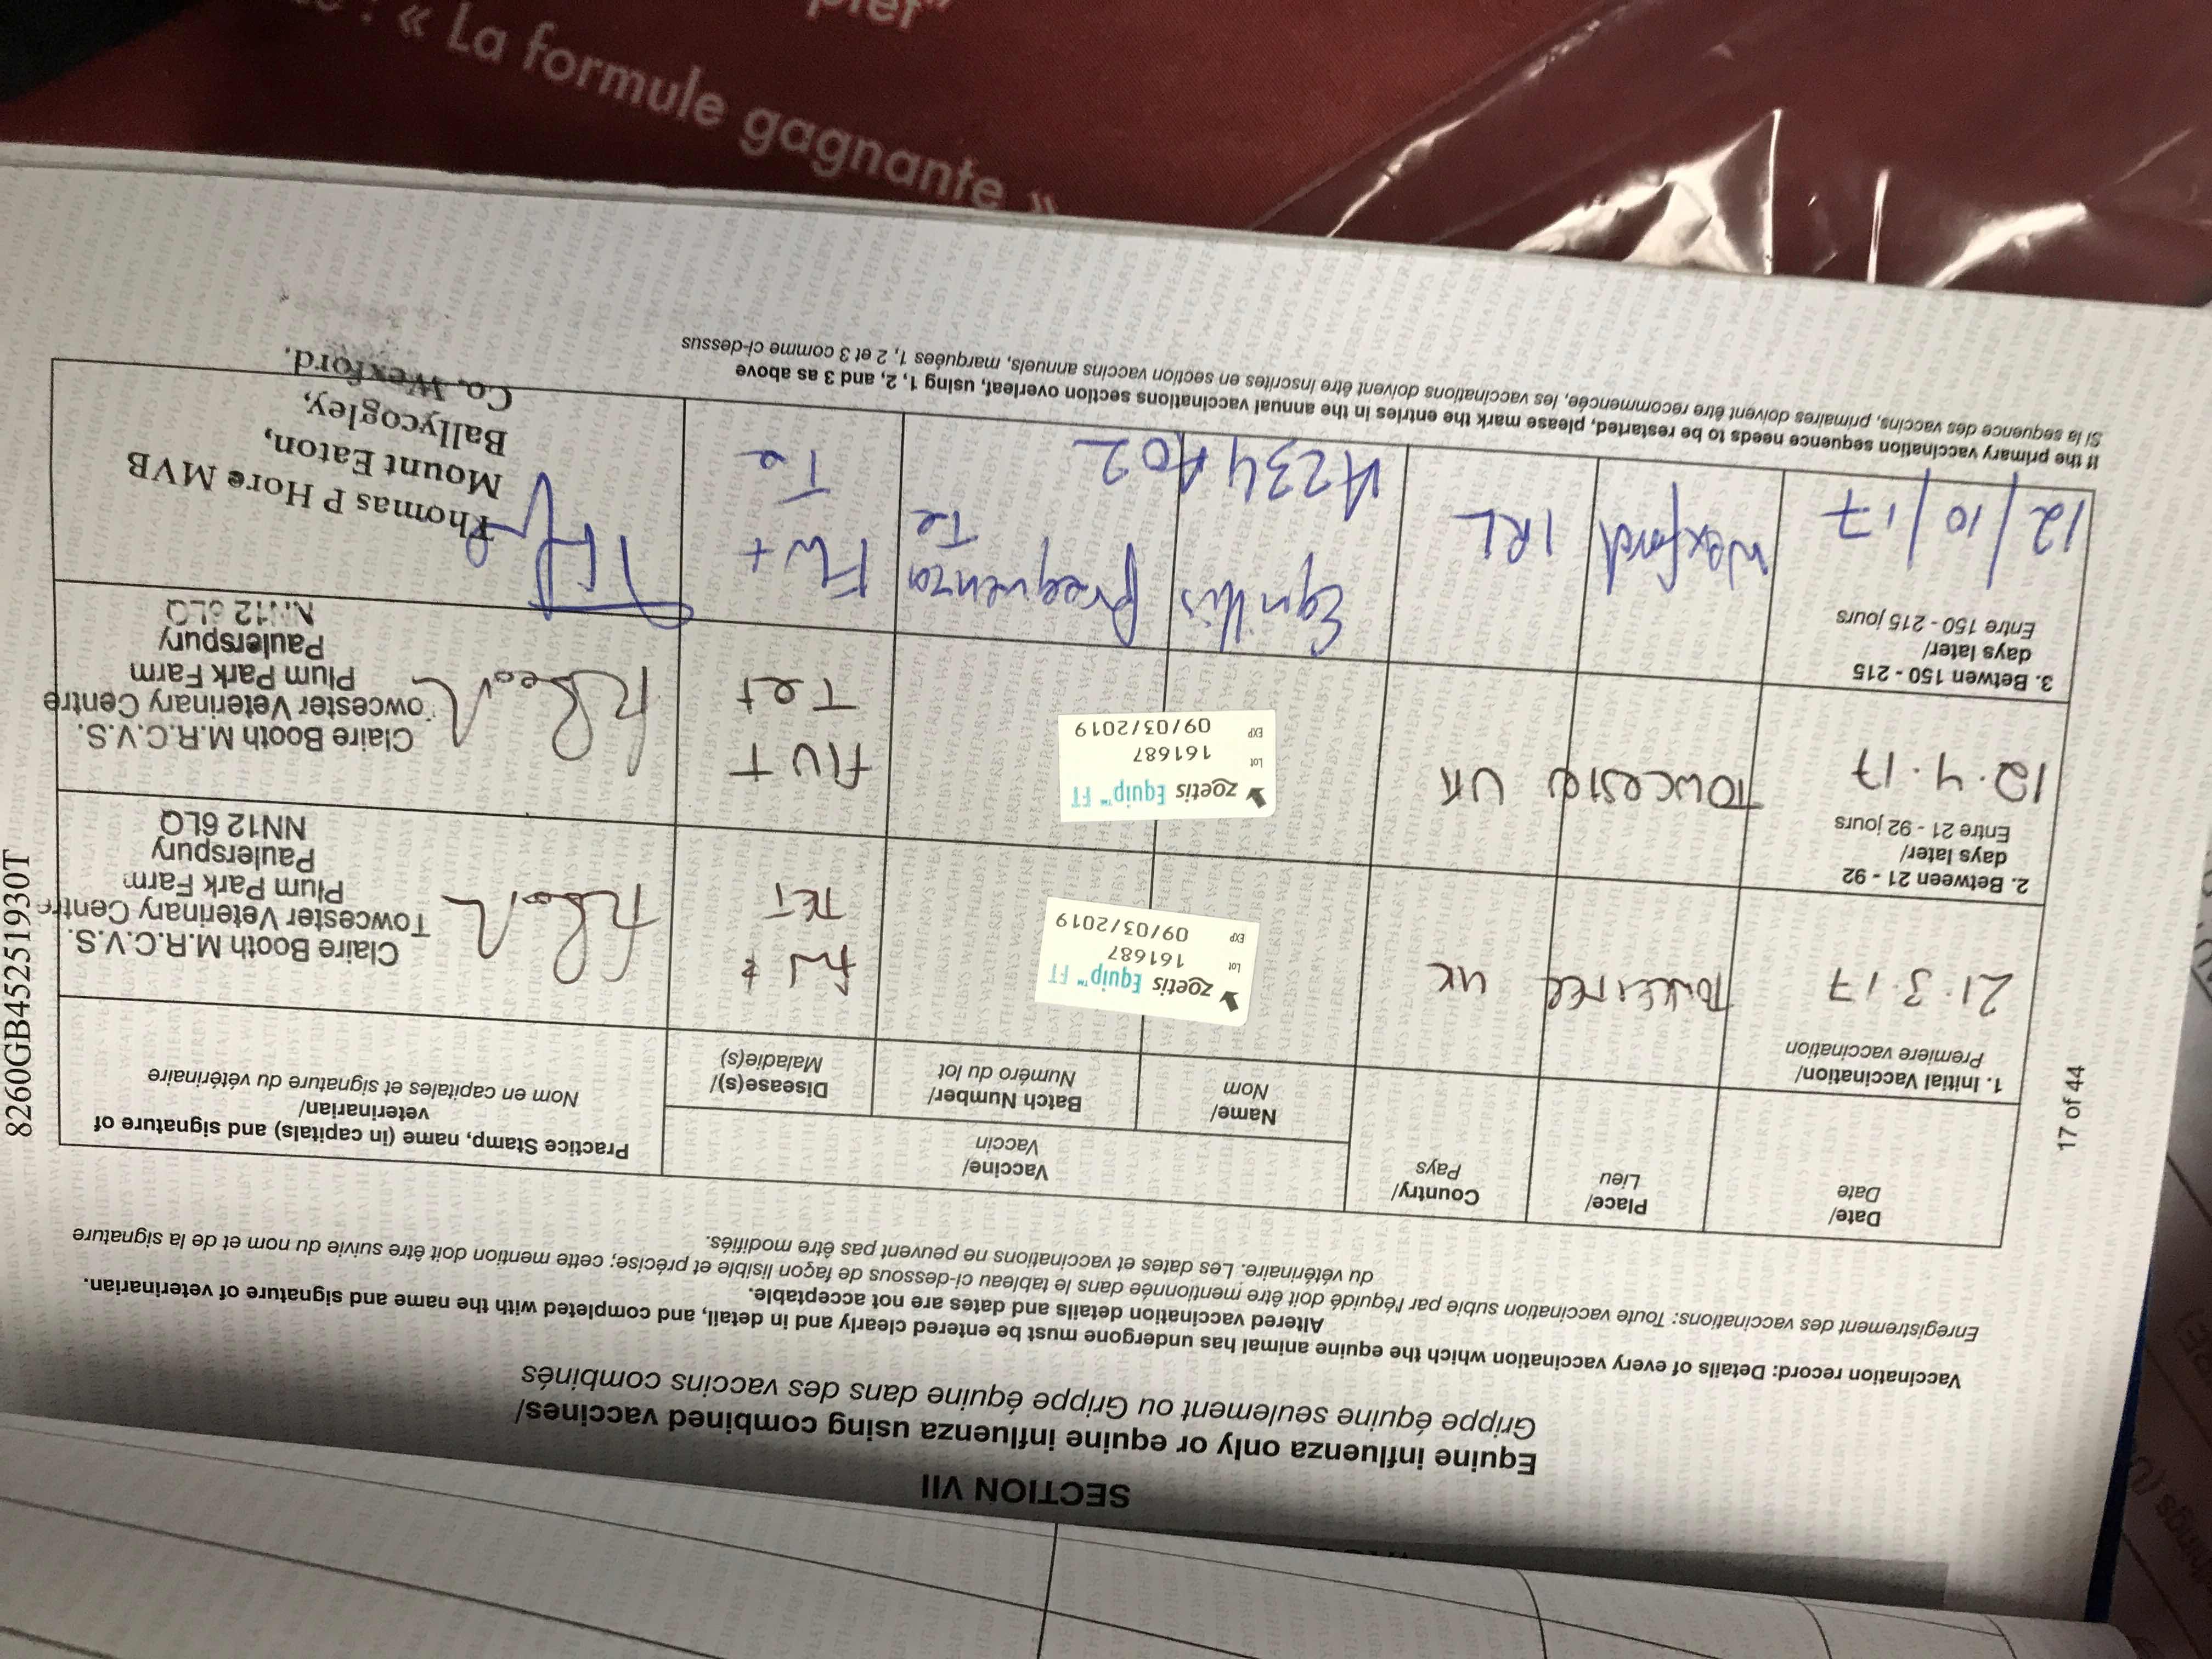 SECTION VII
Equine influenza only or equine influenza using combined vaccines/
Grippe équine seulement ou Grippe équine dans des vaccins combinés
Vaccination record: Details of every vaccination which the equine animal has undergone must be entered clearly and in detail, and completed with the name and signature of veterinarian.
Altered vaccination details and dates are not acceptable.
Enregistrement des vaccinations: Toute vaccination subie par l'équidé doit être mentionnée dans le tableau ci-dessous de façon lisible et précise; cette mention doit être suivie du nom et de la signature
du vétérinaire. Les dates et vaccinations ne peuvent pas être modifiés.
Date/
Date
Place/
Lieu
Country/
Pays
Vaccine/
Vaccin
Name/
Nom
Batch Number/
Numéro du lot
Disease(s)/
Maladie(s)
Practice Stamp, name (in capitals) and signature of
veterinarian/
Nom en capitales et signature du vétérinaire
1. Initial Vaccination/
Premiere vaccination
21.3.17
Towcester
UK
zoetis Equip™ FT
Lot 161687
EXP 09/03/2019
Flu +
TET
Claire Booth M.R.C.V.S.
Towcester Veterinary Centre
Plum Park Farm
Paulerspury
NN12 6LQ
2. Between 21 - 92
days later/
Entre 21 - 92 jours
12.4.17
Towcester
UK
zoetis Equip™ FT
Lot 161687
EXP 09/03/2019
Flu +
Tet
Claire Booth M.R.C.V.S.
Towcester Veterinary Centre
Plum Park Farm
Paulerspury
NN12 6LQ
3. Betwen 150 - 215
days later/
Entre 150 - 215 jours
12/10/17
Wexford
IRL
Equilis Prequenza
Te
A234A02
Flu +
Te
Thomas P Hore MVB
Mount Eaton,
Ballycogley,
Co. Wexford.
If the primary vaccination sequence needs to be restarted, please mark the entries in the annual vaccinations section overleaf, using 1, 2, and 3 as above
Si la séquence des vaccins, primaires doivent être recommencée, les vaccinations doivent être inscrites en section vaccins annuels, marquées 1, 2 et 3 comme ci-dessus
17 of 44
8260GB45251930T
« La formule gagnante »